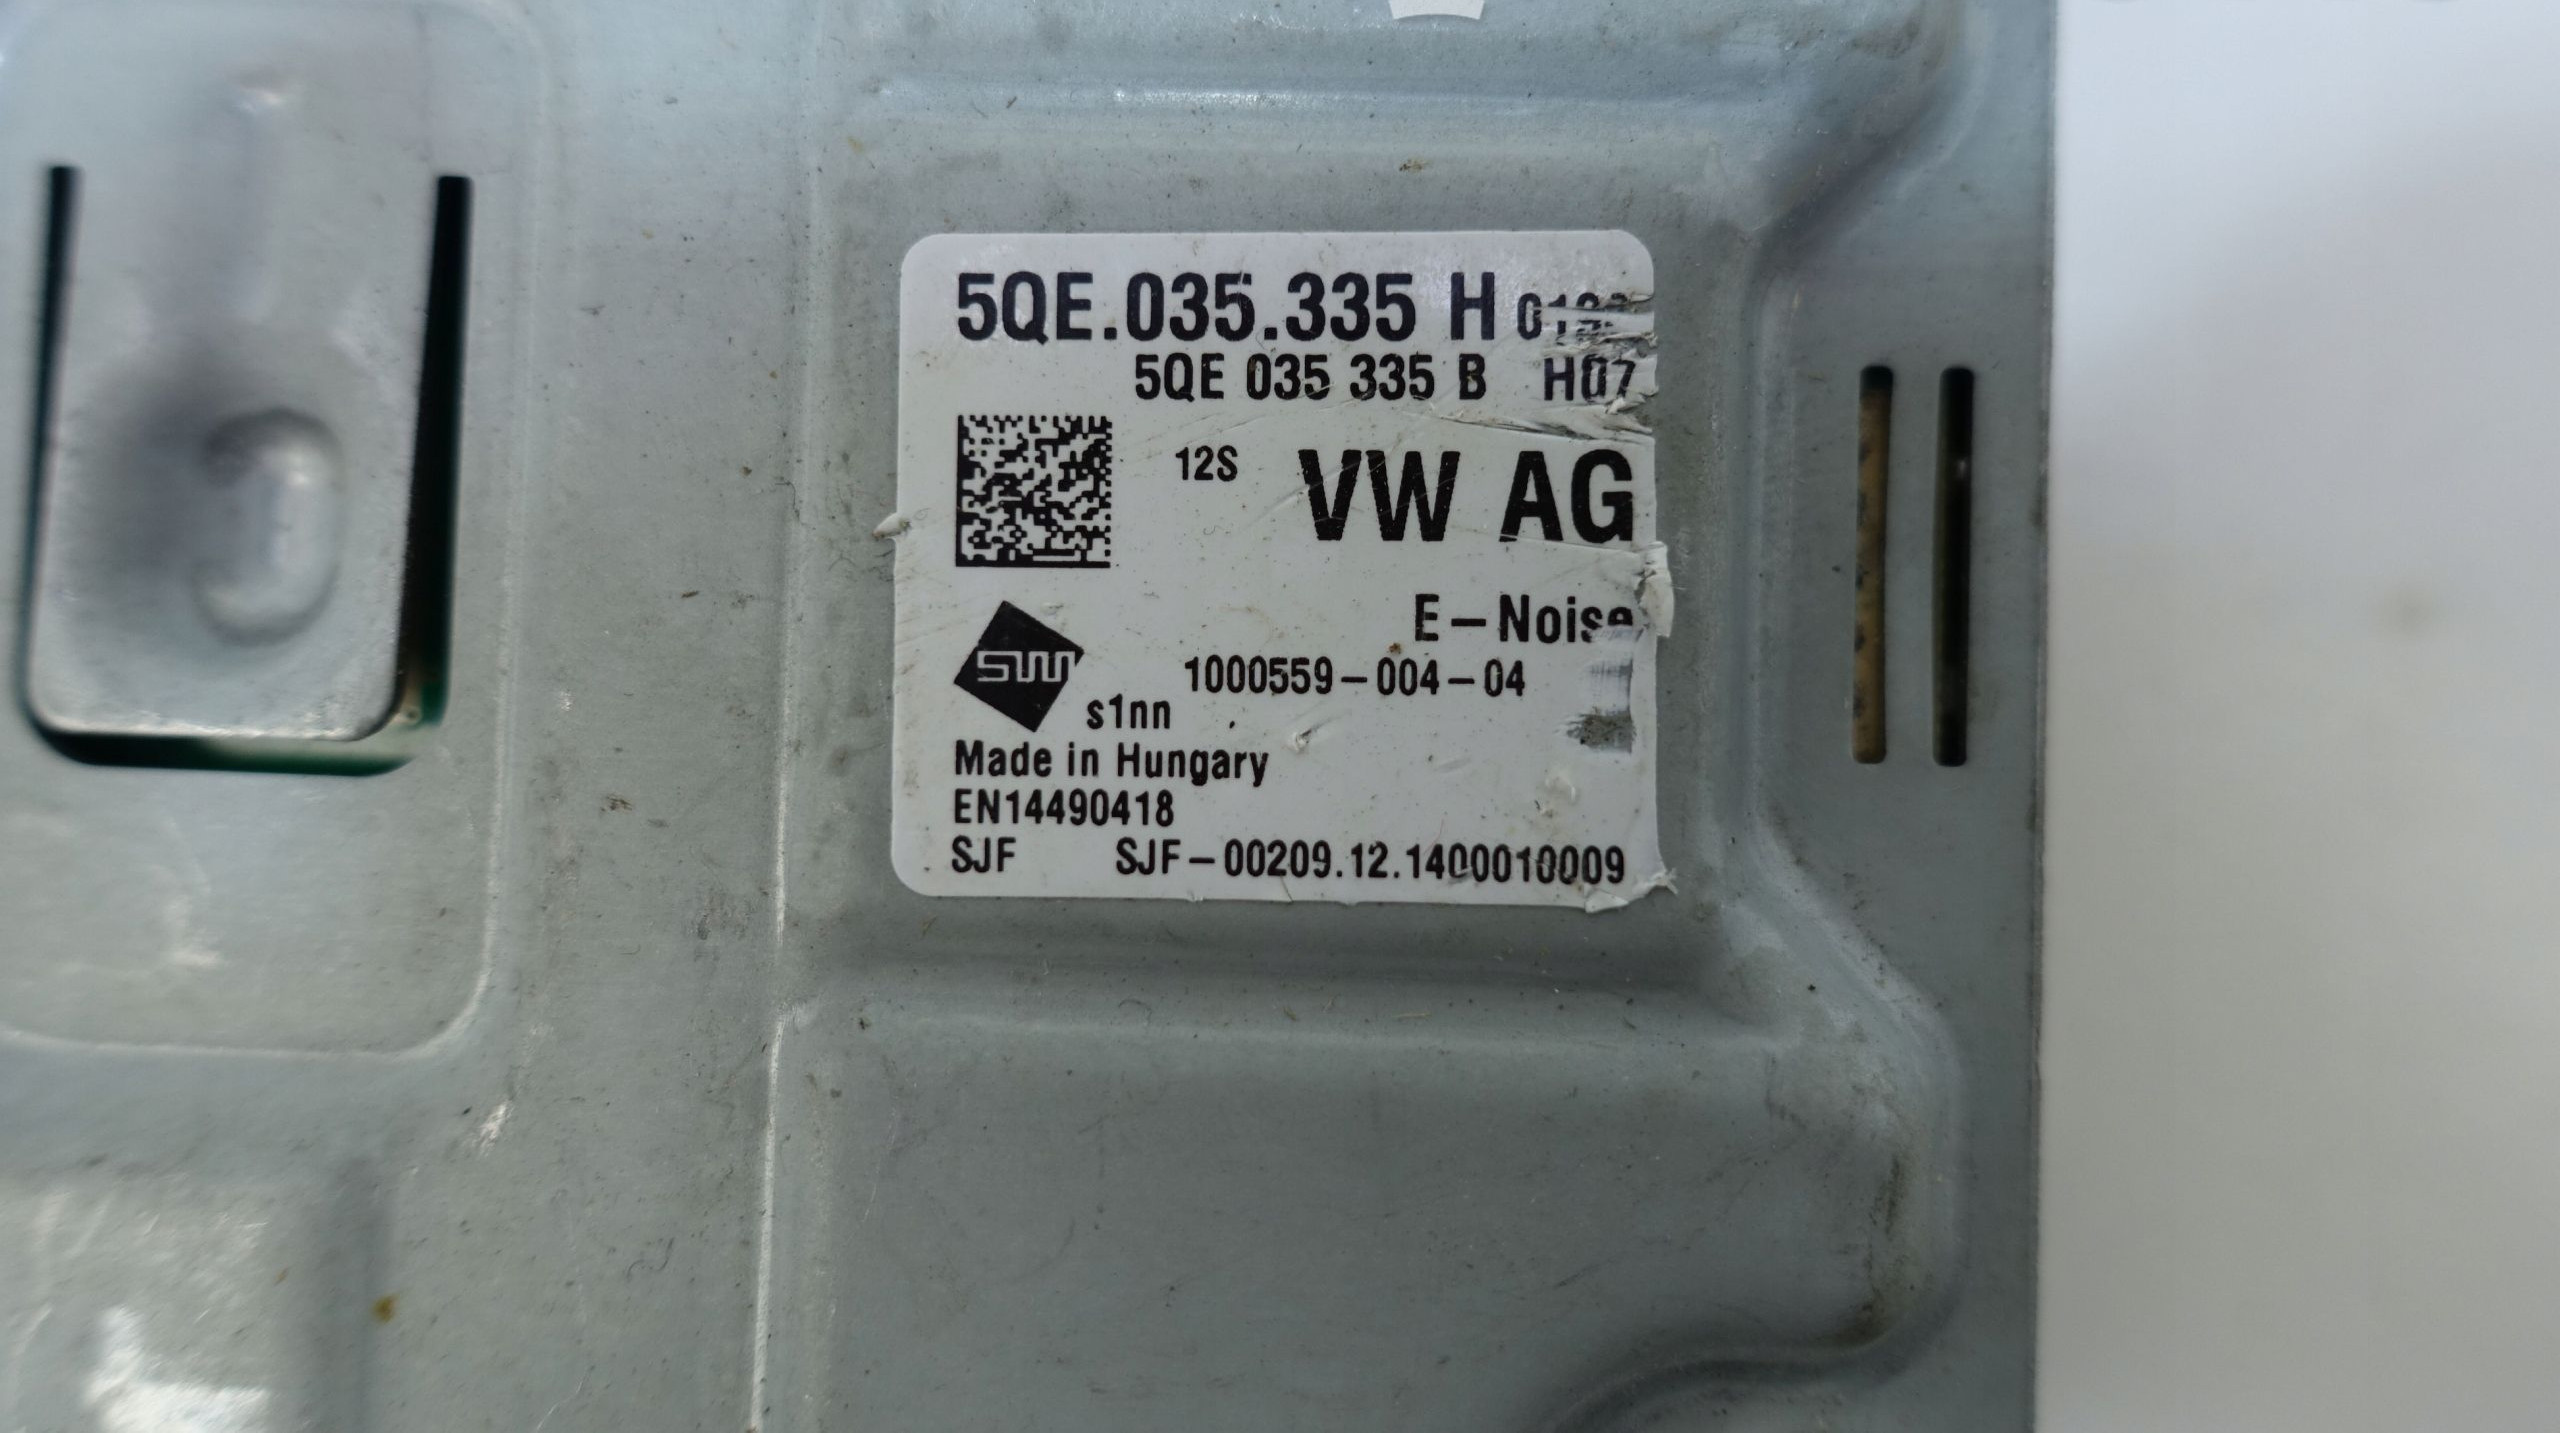 5QE.035.335 H
5QE 035 335 B H07
12S VW AG
E-Noise
SW
1000559-004-04
s1nn
Made in Hungary
EN14490418
SJF SJF-00209.12.1400010009